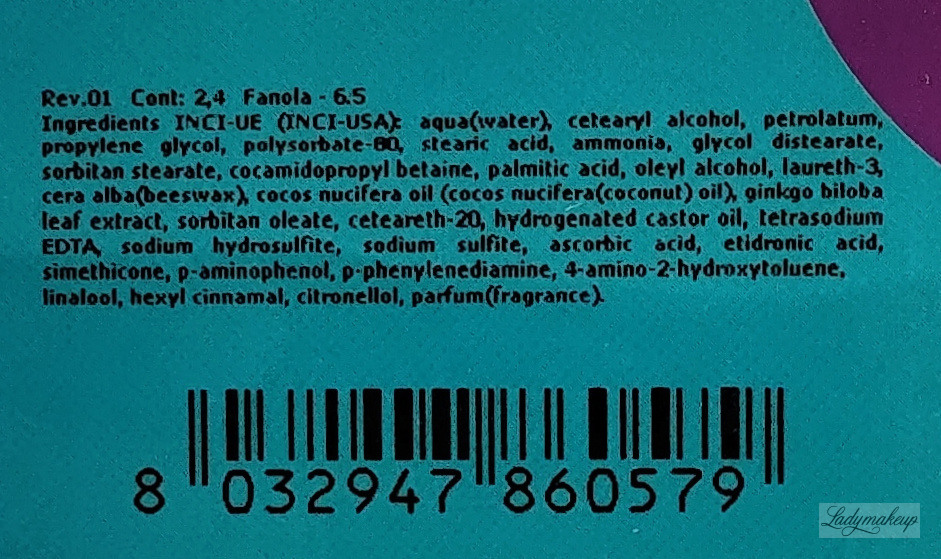 Rev.01 Cont: 2,4 Fanola - 6.5
Ingredients INCI-UE (INCI-USA): aqua(water), cetearyl alcohol, petrolatum,
propylene glycol, polysorbate-80, stearic acid, ammonia, glycol distearate,
sorbitan stearate, cocamidopropyl betaine, palmitic acid, oleyl alcohol, laureth-3,
cera alba(beeswax), cocos nucifera oil (cocos nucifera(coconut) oil), ginkgo biloba
leaf extract, sorbitan oleate, ceteareth-20, hydrogenated castor oil, tetrasodium
EDTA, sodium hydrosulfite, sodium sulfite, ascorbic acid, etidronic acid,
simethicone, p-aminophenol, p-phenylenediamine, 4-amino-2-hydroxytoluene,
linalool, hexyl cinnamal, citronellol, parfum(fragrance).
8 032947 860579
Ladymakeup